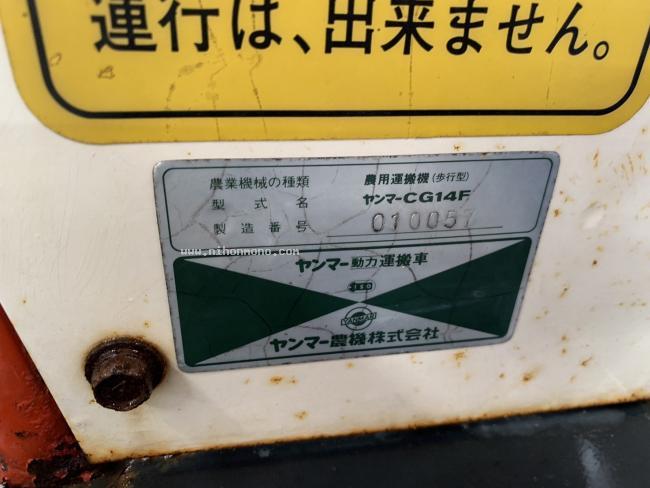 運行は、出来ません。
農業機械の種類 農用運搬機(歩行型)
型式名 ヤンマーCG14F
製造番号 010057
www.nihonmono.com
ヤンマー動力運搬車
YANMAR
ヤンマー農機株式会社